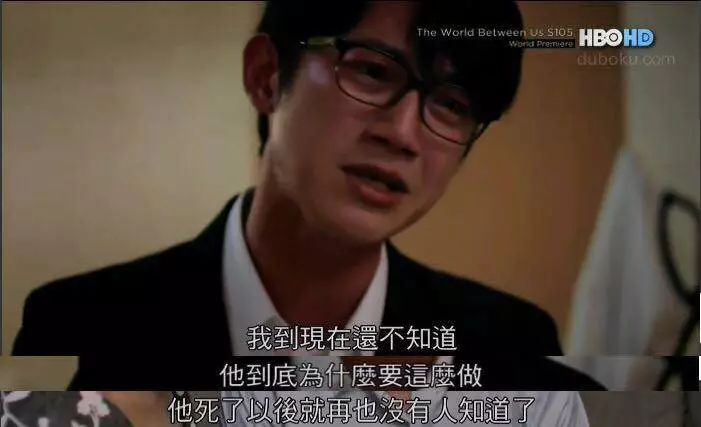 The World Between Us S105
World Premiere
HBO HD
duboku.com
我到現在還不知道
他到底為什麼要這麼做
他死了以後就再也沒有人知道了